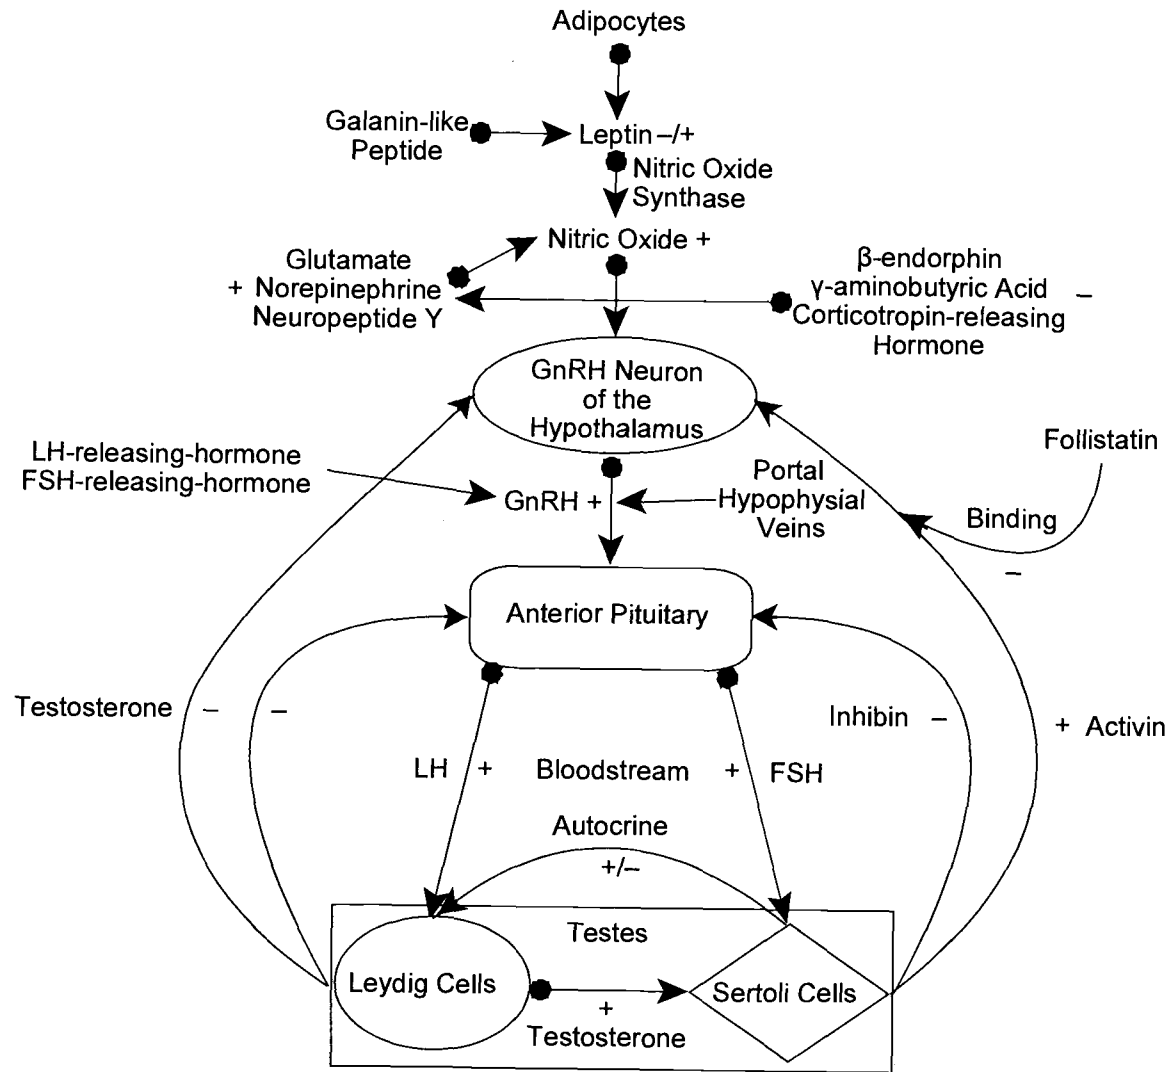 Adipocytes
Galanin-like
Peptide
Leptin –/+
Nitric Oxide
Synthase
Nitric Oxide +
Glutamate
+ Norepinephrine
Neuropeptide Y
β-endorphin
γ-aminobutyric Acid –
Corticotropin-releasing
Hormone
GnRH Neuron
of the
Hypothalamus
LH-releasing-hormone
FSH-releasing-hormone
GnRH +
Portal
Hypophysial
Veins
Follistatin
Binding
–
Anterior Pituitary
Testosterone – –
Inhibin –
+ Activin
LH + Bloodstream + FSH
Autocrine
+/–
Testes
Leydig Cells
Sertoli Cells
+
Testosterone